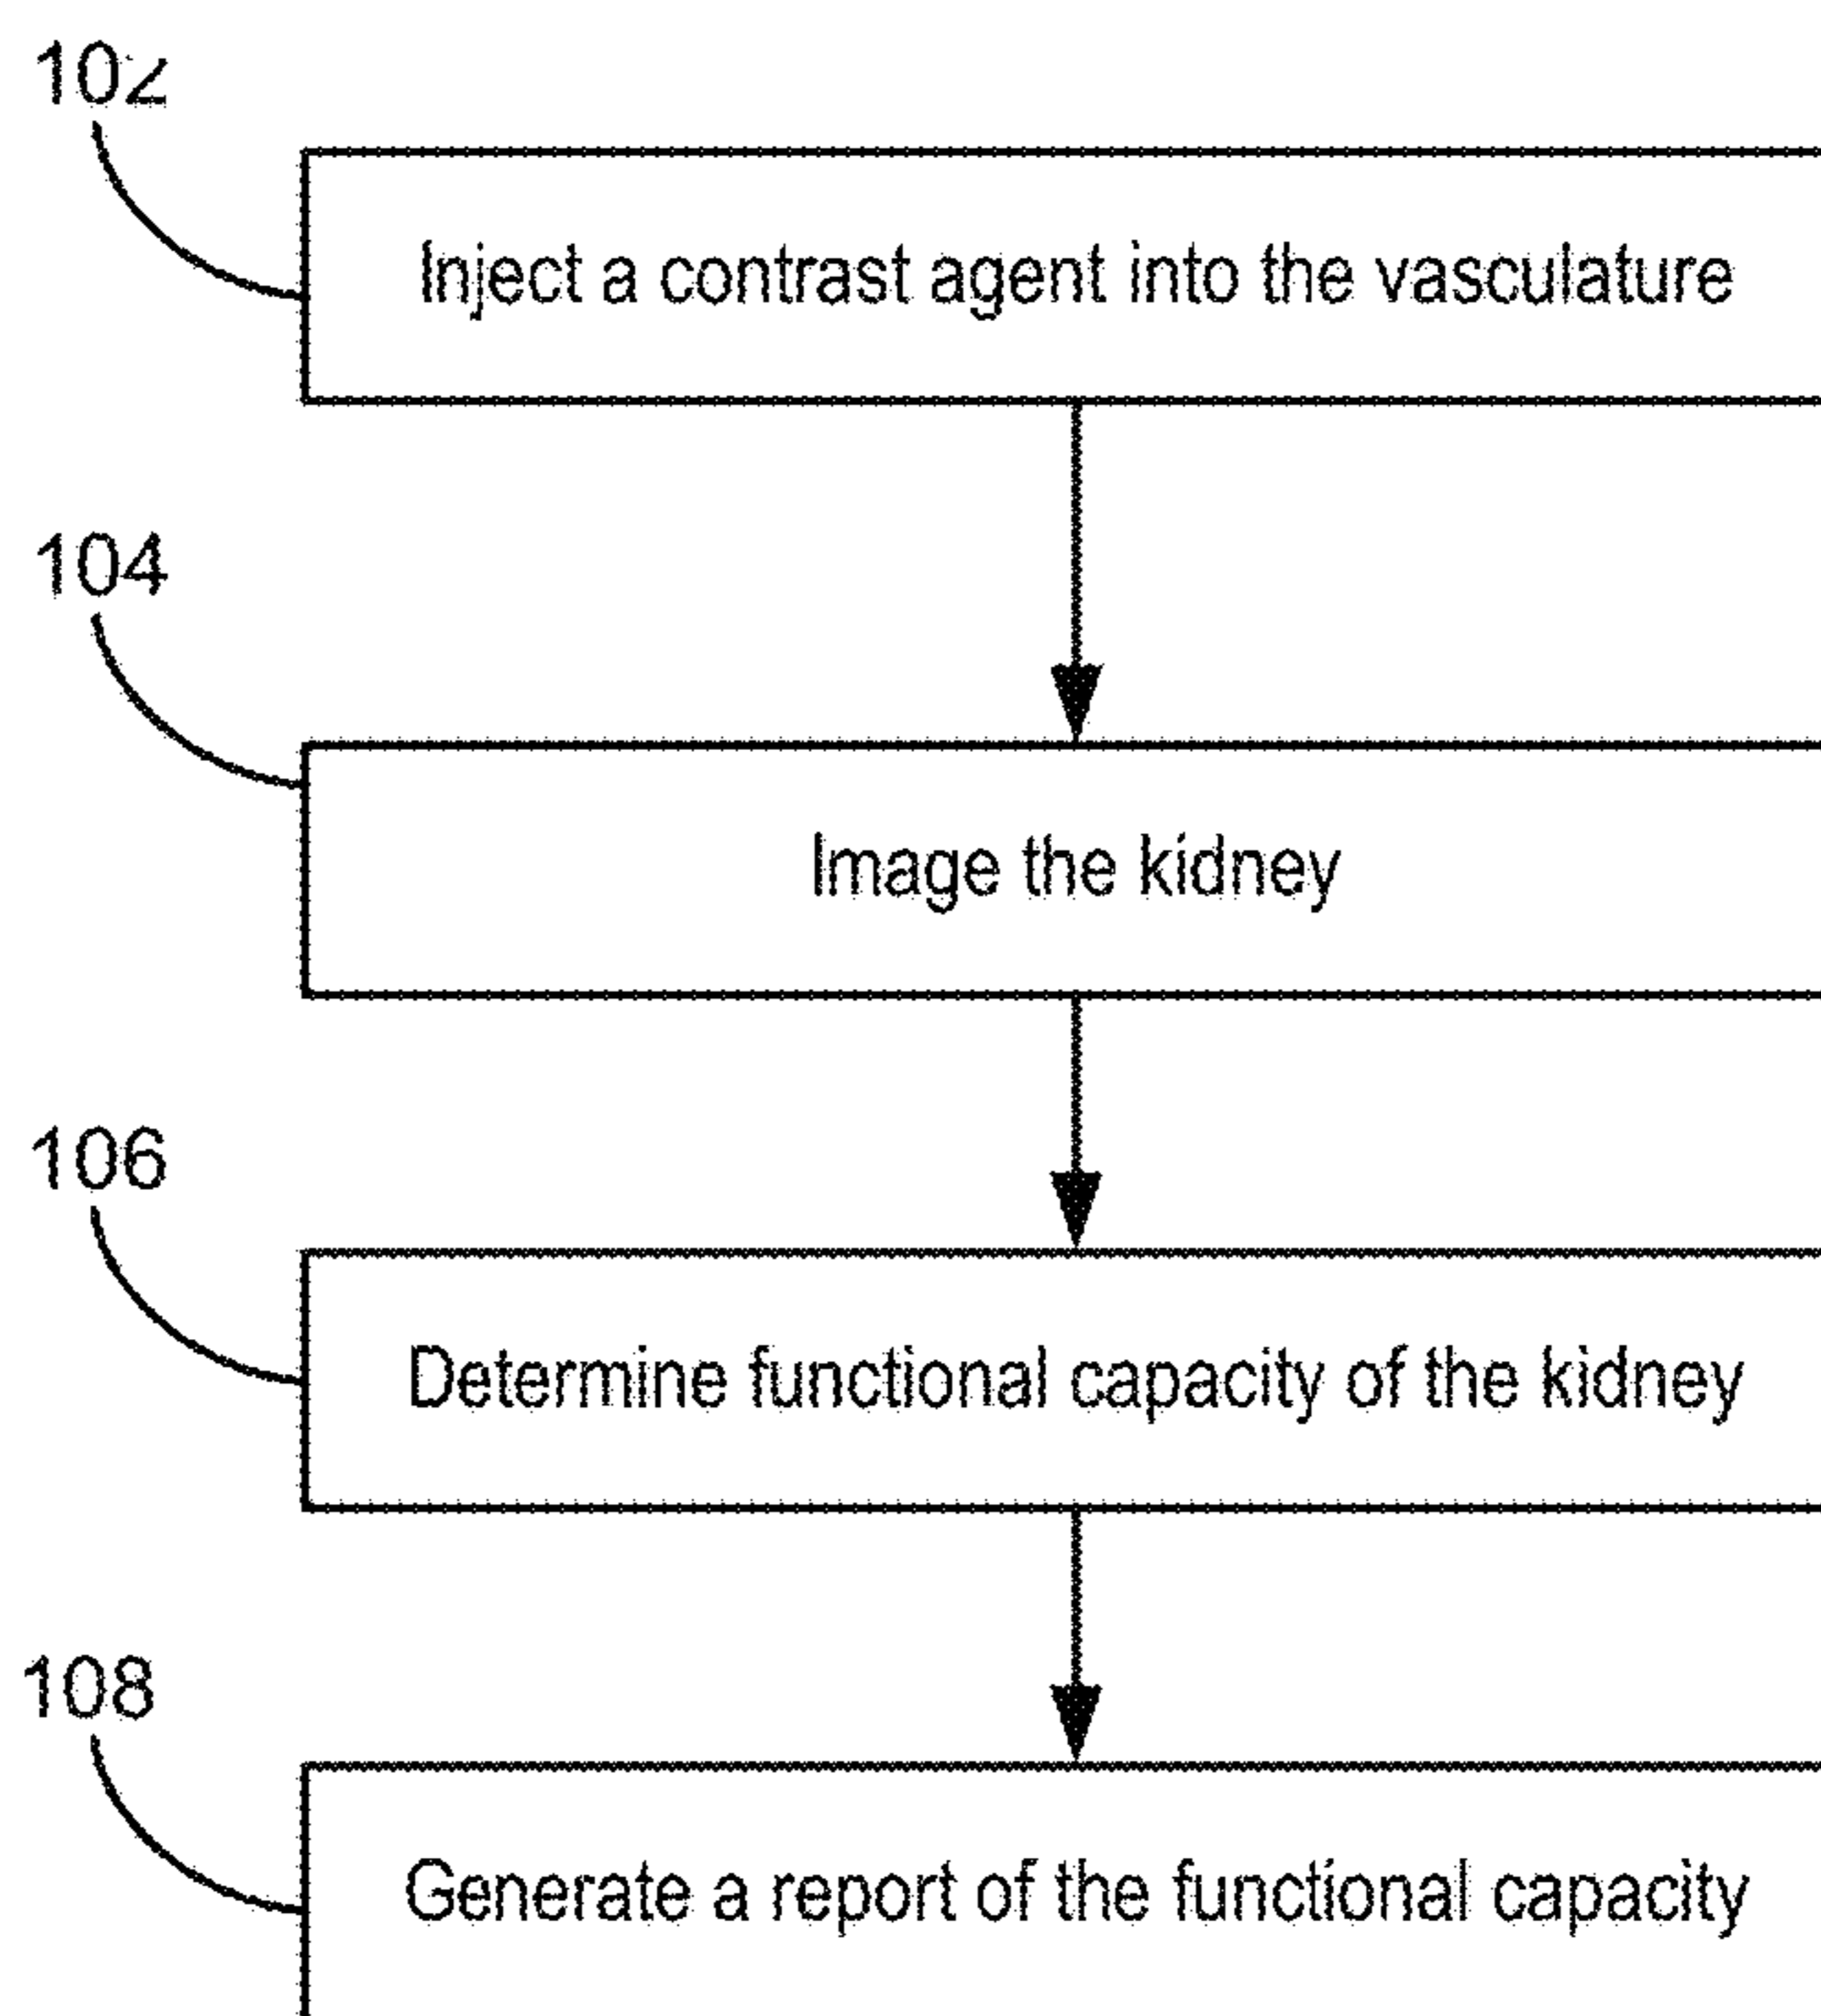 102
Inject a contrast agent into the vasculature
104
Image the kidney
106
Determine functional capacity of the kidney
108
Generate a report of the functional capacity